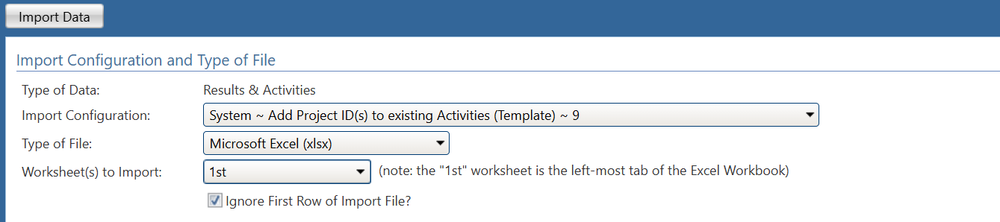 Import Data
Import Configuration and Type of File
Type of Data: Results & Activities
Import Configuration: System ~ Add Project ID(s) to existing Activities (Template) ~ 9
Type of File: Microsoft Excel (xlsx)
Worksheet(s) to Import: 1st (note: the "1st" worksheet is the left-most tab of the Excel Workbook)
Ignore First Row of Import File?